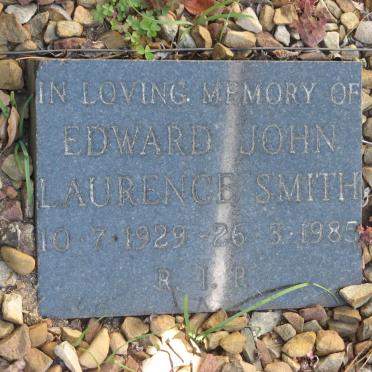 IN LOVING MEMORY OF
EDWARD JOHN
LAURENCE SMITH
10·7·1929 - 26·3·1985
R.I.P.